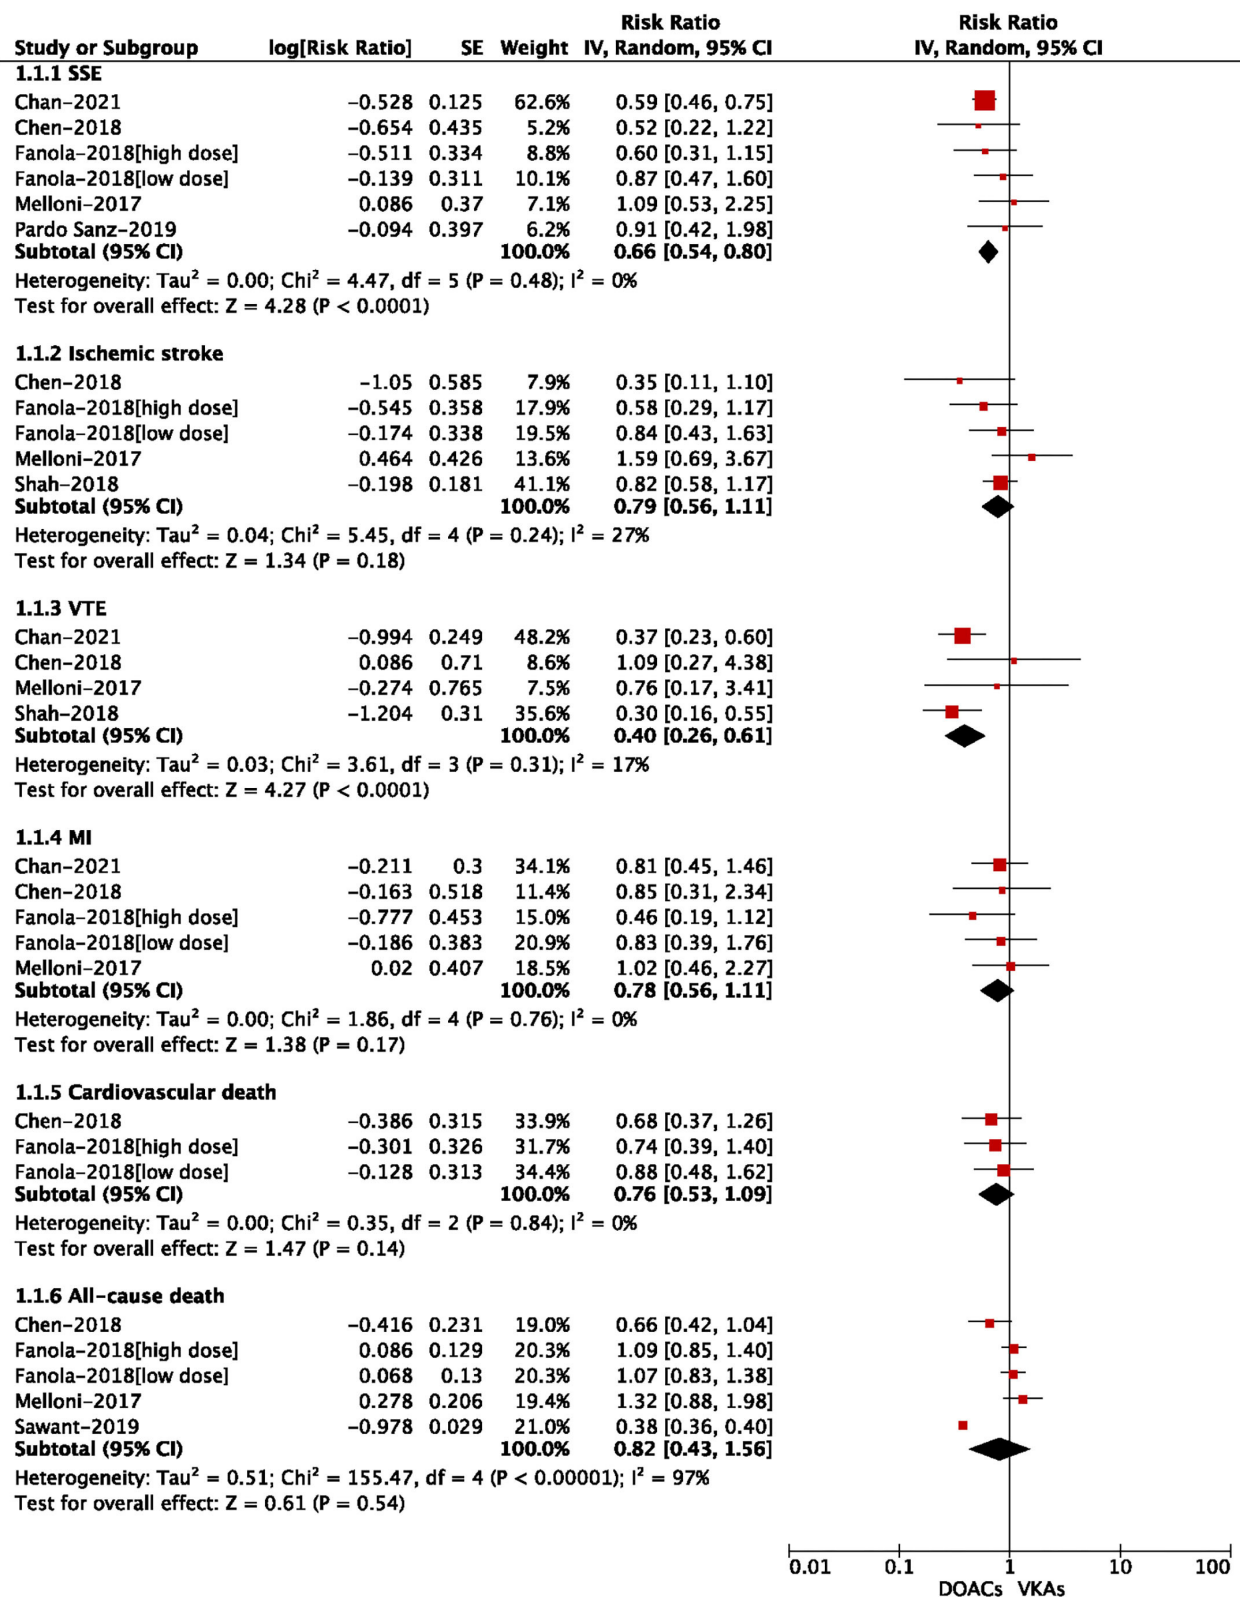 Risk Ratio Risk Ratio
Study or Subgroup log[Risk Ratio] SE Weight IV, Random, 95% CI IV, Random, 95% CI
1.1.1 SSE
Chan−2021 −0.528 0.125 62.6% 0.59 [0.46, 0.75]
Chen−2018 −0.654 0.435 5.2% 0.52 [0.22, 1.22]
Fanola−2018[high dose] −0.511 0.334 8.8% 0.60 [0.31, 1.15]
Fanola−2018[low dose] −0.139 0.311 10.1% 0.87 [0.47, 1.60]
Melloni−2017 0.086 0.37 7.1% 1.09 [0.53, 2.25]
Pardo Sanz−2019 −0.094 0.397 6.2% 0.91 [0.42, 1.98]
Subtotal (95% CI) 100.0% 0.66 [0.54, 0.80]
Heterogeneity: Tau² = 0.00; Chi² = 4.47, df = 5 (P = 0.48); I² = 0%
Test for overall effect: Z = 4.28 (P < 0.0001)
1.1.2 Ischemic stroke
Chen−2018 −1.05 0.585 7.9% 0.35 [0.11, 1.10]
Fanola−2018[high dose] −0.545 0.358 17.9% 0.58 [0.29, 1.17]
Fanola−2018[low dose] −0.174 0.338 19.5% 0.84 [0.43, 1.63]
Melloni−2017 0.464 0.426 13.6% 1.59 [0.69, 3.67]
Shah−2018 −0.198 0.181 41.1% 0.82 [0.58, 1.17]
Subtotal (95% CI) 100.0% 0.79 [0.56, 1.11]
Heterogeneity: Tau² = 0.04; Chi² = 5.45, df = 4 (P = 0.24); I² = 27%
Test for overall effect: Z = 1.34 (P = 0.18)
1.1.3 VTE
Chan−2021 −0.994 0.249 48.2% 0.37 [0.23, 0.60]
Chen−2018 0.086 0.71 8.6% 1.09 [0.27, 4.38]
Melloni−2017 −0.274 0.765 7.5% 0.76 [0.17, 3.41]
Shah−2018 −1.204 0.31 35.6% 0.30 [0.16, 0.55]
Subtotal (95% CI) 100.0% 0.40 [0.26, 0.61]
Heterogeneity: Tau² = 0.03; Chi² = 3.61, df = 3 (P = 0.31); I² = 17%
Test for overall effect: Z = 4.27 (P < 0.0001)
1.1.4 MI
Chan−2021 −0.211 0.3 34.1% 0.81 [0.45, 1.46]
Chen−2018 −0.163 0.518 11.4% 0.85 [0.31, 2.34]
Fanola−2018[high dose] −0.777 0.453 15.0% 0.46 [0.19, 1.12]
Fanola−2018[low dose] −0.186 0.383 20.9% 0.83 [0.39, 1.76]
Melloni−2017 0.02 0.407 18.5% 1.02 [0.46, 2.27]
Subtotal (95% CI) 100.0% 0.78 [0.56, 1.11]
Heterogeneity: Tau² = 0.00; Chi² = 1.86, df = 4 (P = 0.76); I² = 0%
Test for overall effect: Z = 1.38 (P = 0.17)
1.1.5 Cardiovascular death
Chen−2018 −0.386 0.315 33.9% 0.68 [0.37, 1.26]
Fanola−2018[high dose] −0.301 0.326 31.7% 0.74 [0.39, 1.40]
Fanola−2018[low dose] −0.128 0.313 34.4% 0.88 [0.48, 1.62]
Subtotal (95% CI) 100.0% 0.76 [0.53, 1.09]
Heterogeneity: Tau² = 0.00; Chi² = 0.35, df = 2 (P = 0.84); I² = 0%
Test for overall effect: Z = 1.47 (P = 0.14)
1.1.6 All−cause death
Chen−2018 −0.416 0.231 19.0% 0.66 [0.42, 1.04]
Fanola−2018[high dose] 0.086 0.129 20.3% 1.09 [0.85, 1.40]
Fanola−2018[low dose] 0.068 0.13 20.3% 1.07 [0.83, 1.38]
Melloni−2017 0.278 0.206 19.4% 1.32 [0.88, 1.98]
Sawant−2019 −0.978 0.029 21.0% 0.38 [0.36, 0.40]
Subtotal (95% CI) 100.0% 0.82 [0.43, 1.56]
Heterogeneity: Tau² = 0.51; Chi² = 155.47, df = 4 (P < 0.00001); I² = 97%
Test for overall effect: Z = 0.61 (P = 0.54)
0.01 0.1 1 10 100
DOACs VKAs